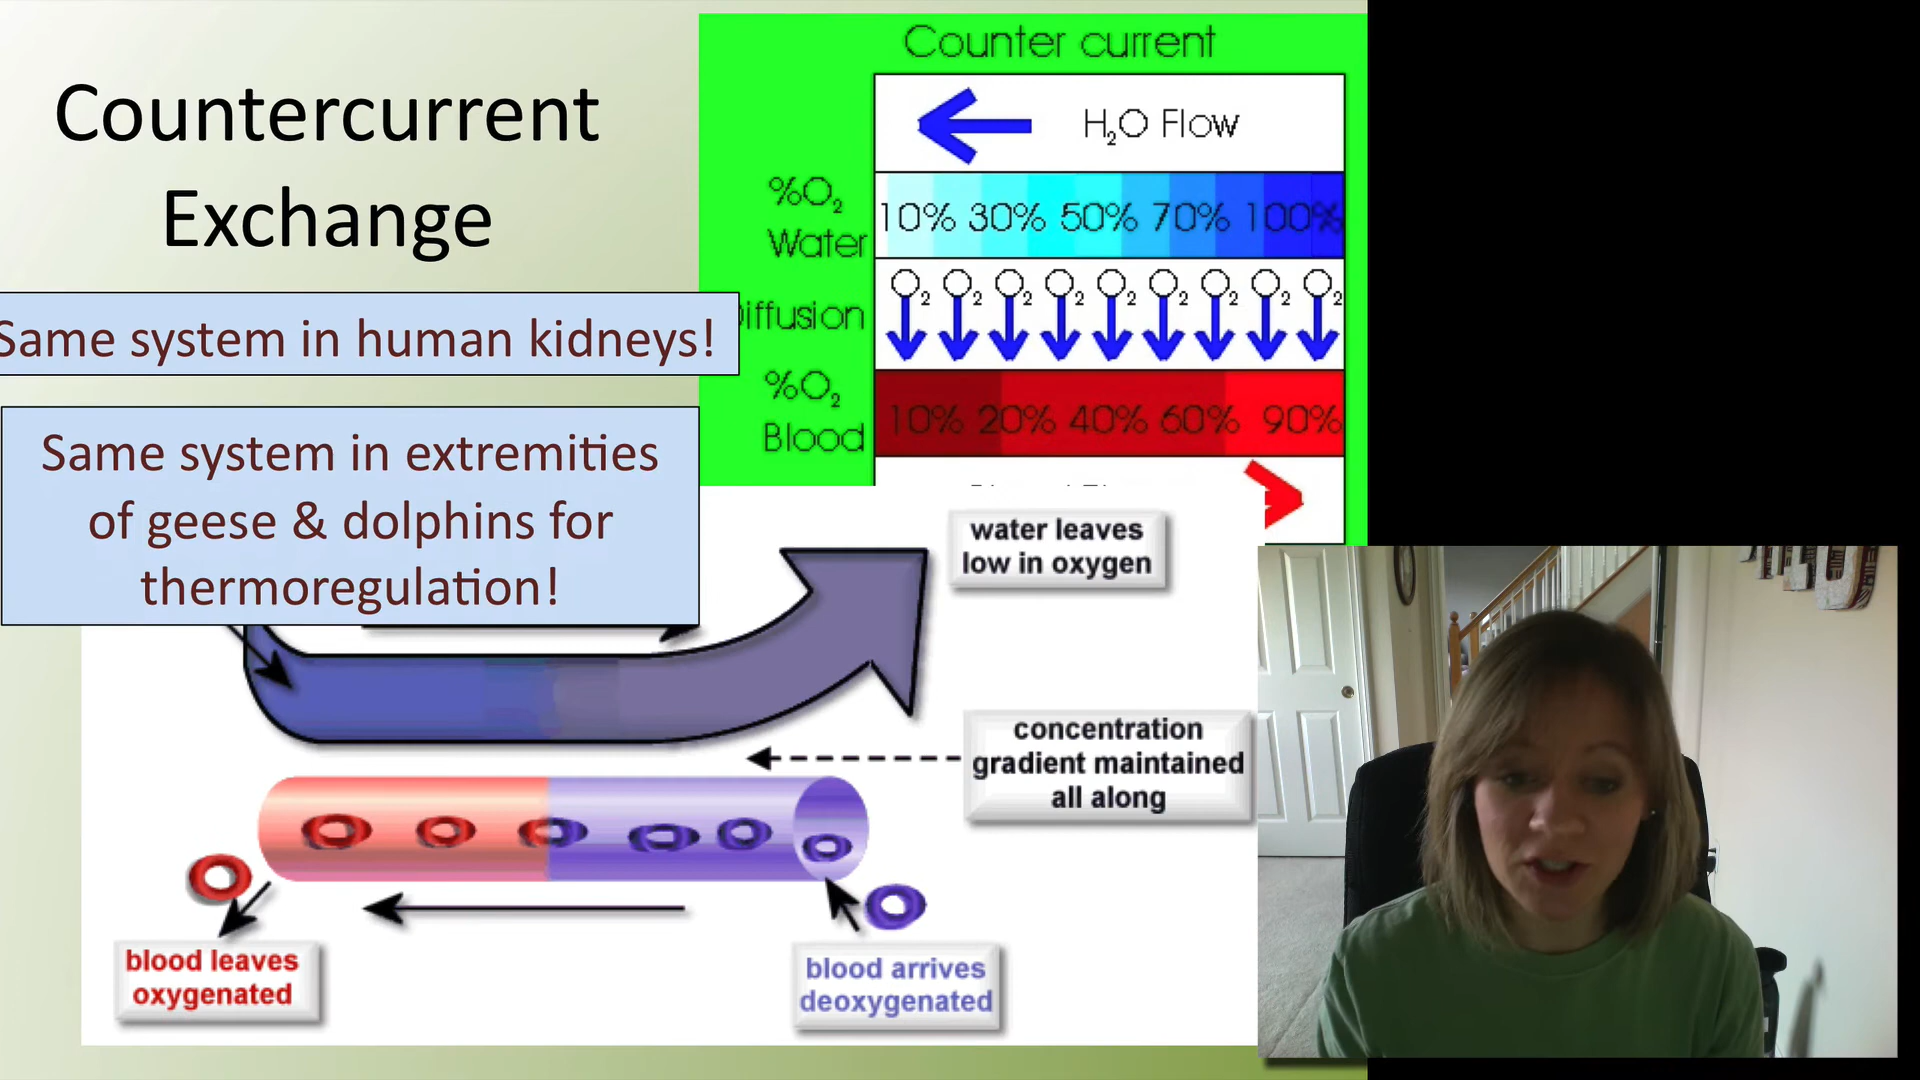 Countercurrent
Exchange
Same system in human kidneys!
Same system in extremities
of geese & dolphins for
thermoregulation!
Counter current
H₂O Flow
%O₂
Water
10% 30% 50% 70% 100%
O₂ O₂ O₂ O₂ O₂ O₂ O₂ O₂ O₂
iffusion
%O₂
Blood
10% 20% 40% 60% 90%
water leaves
low in oxygen
concentration
gradient maintained
all along
blood leaves
oxygenated
blood arrives
deoxygenated